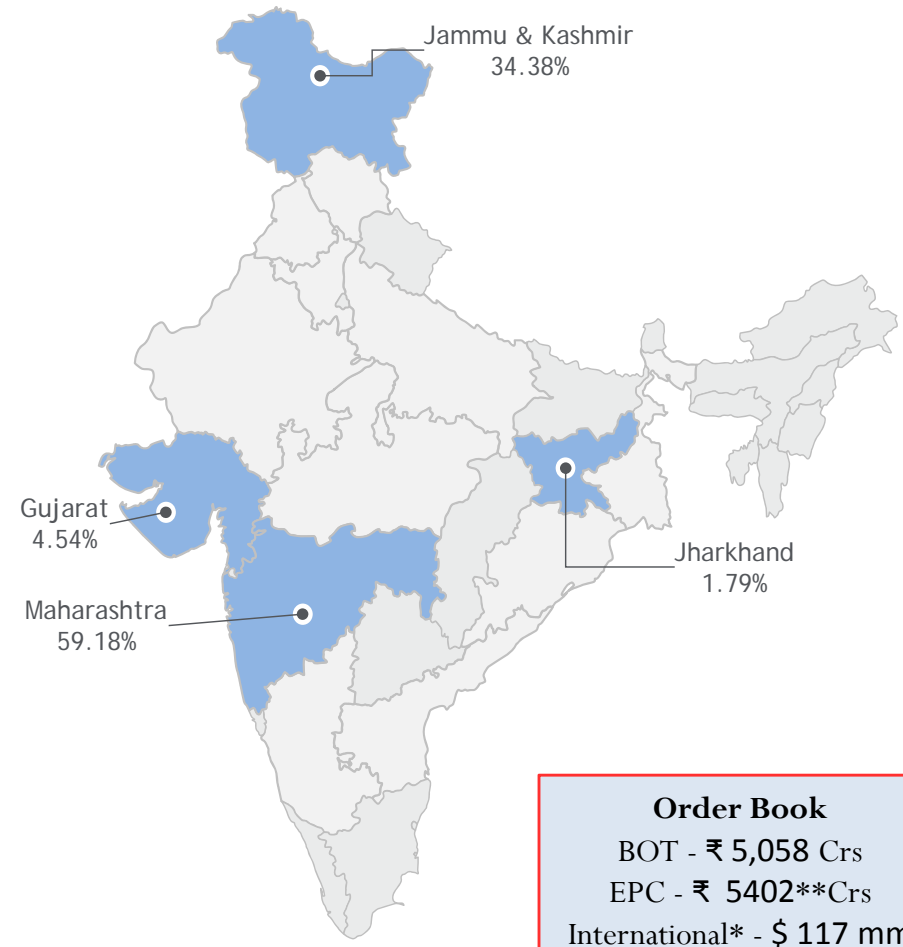 Jammu & Kashmir
34.38%
Gujarat
4.54%
Jharkhand
1.79%
Maharashtra
59.18%
Order Book
BOT - ₹ 5,058 Crs
EPC - ₹ 5402**Crs
International* - $ 117 mm